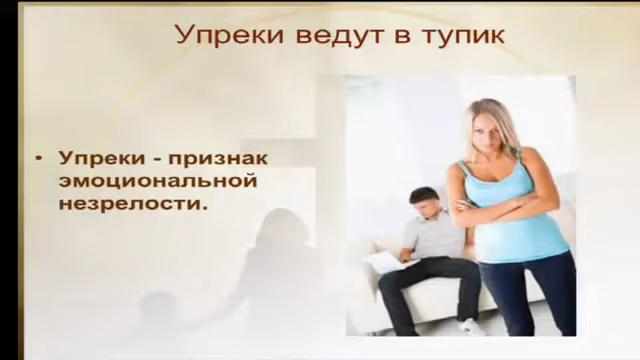 Упреки ведут в тупик
• Упреки - признак
эмоциональной
незрелости.